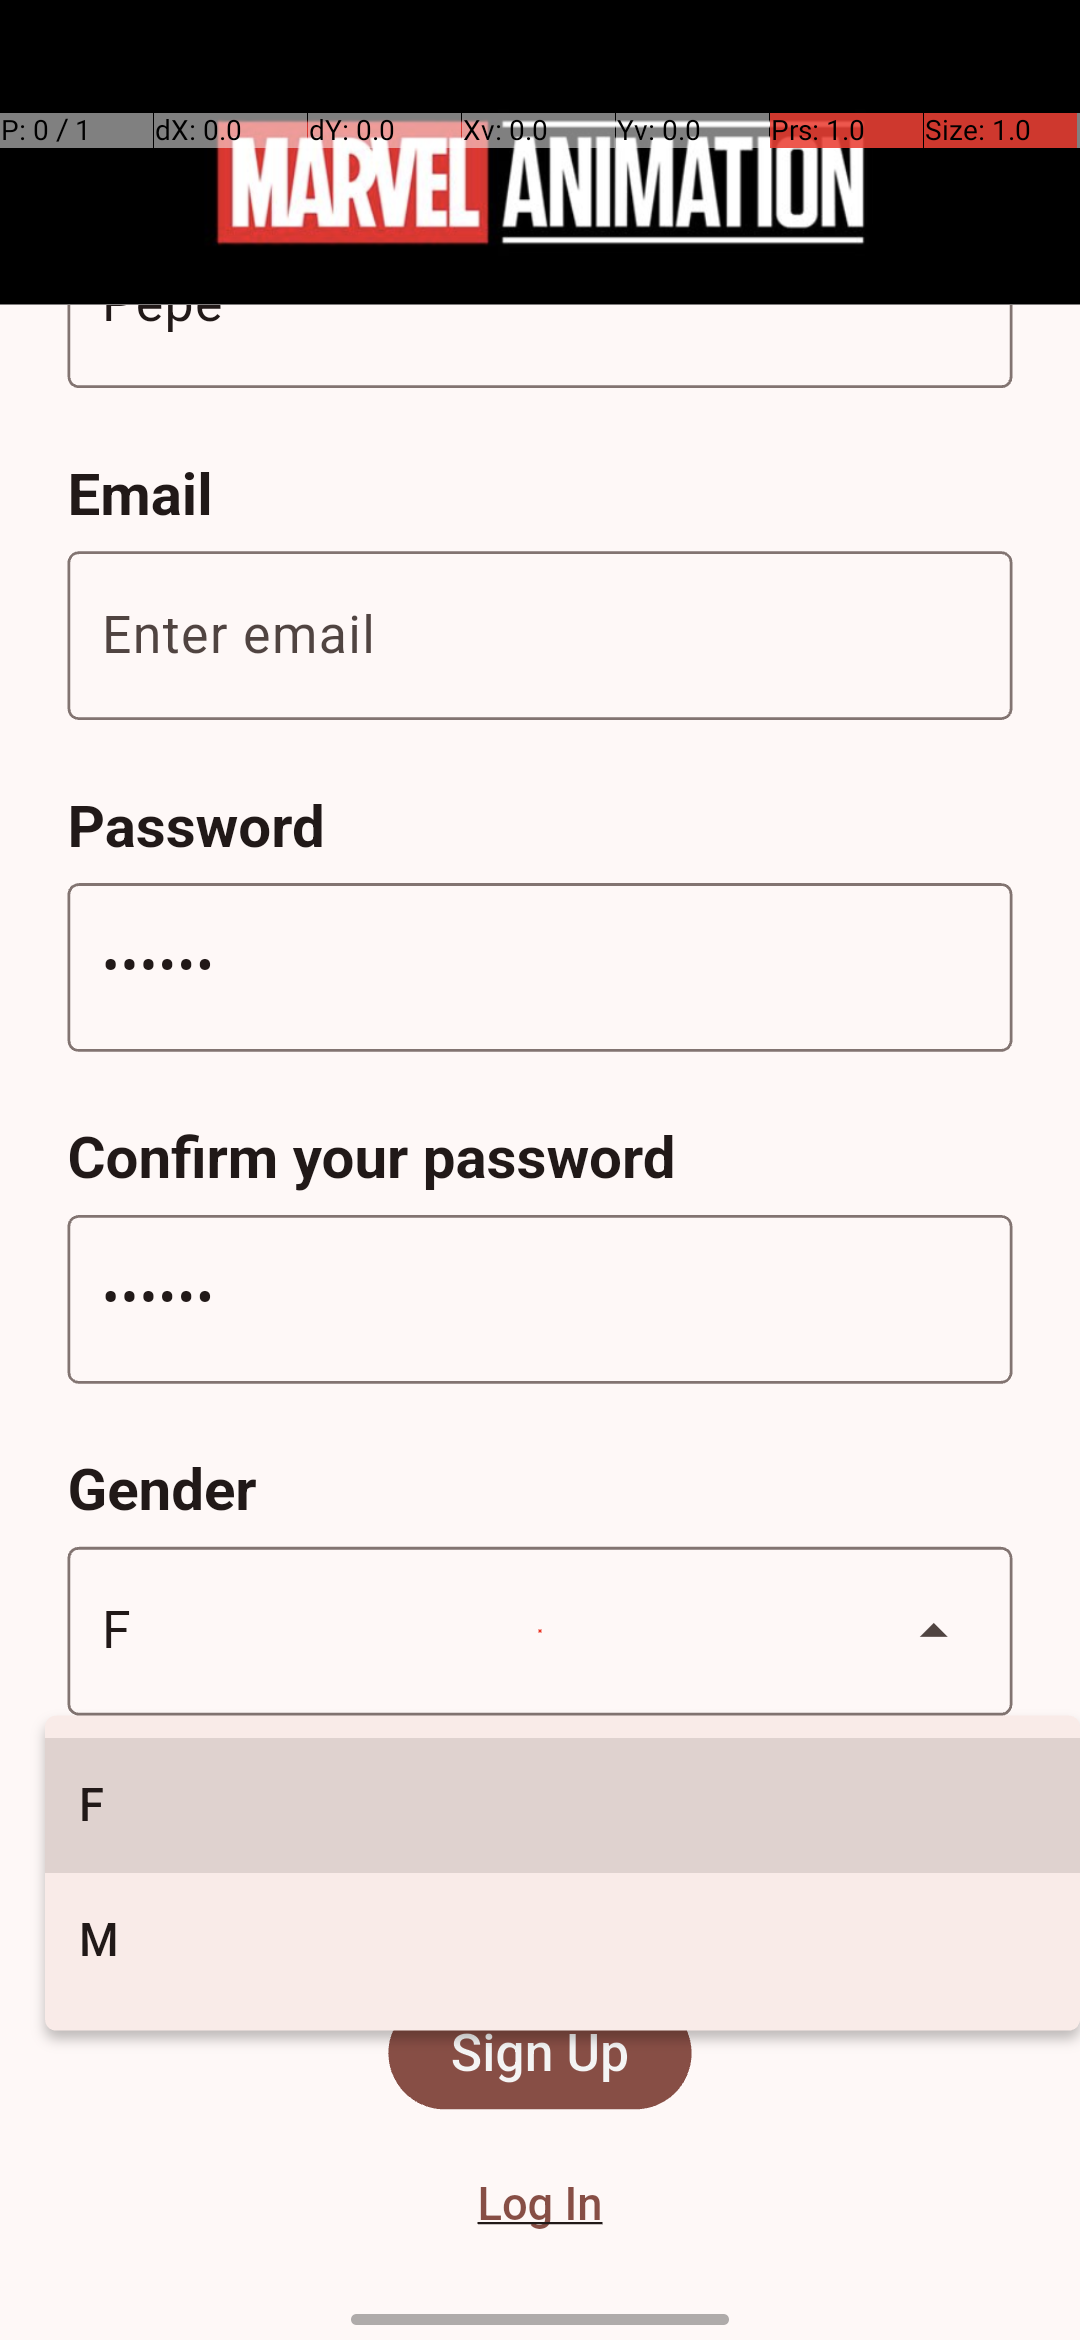 P: 0 / 1 dX: 0.0 dY: 0.0 Xv: 0.0 Yv: 0.0 Prs: 1.0 Size: 1.0
MARVEL ANIMATION
Pepe
Email
Enter email
Password
••••••
Confirm your password
••••••
Gender
F
F
M
Sign Up
Log In